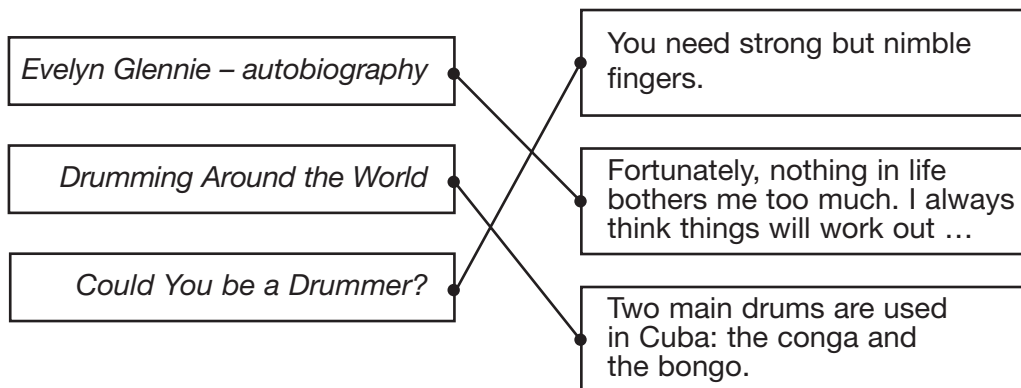 Evelyn Glennie – autobiography
Drumming Around the World
Could You be a Drummer?
You need strong but nimble
fingers.
Fortunately, nothing in life
bothers me too much. I always
think things will work out …
Two main drums are used
in Cuba: the conga and
the bongo.